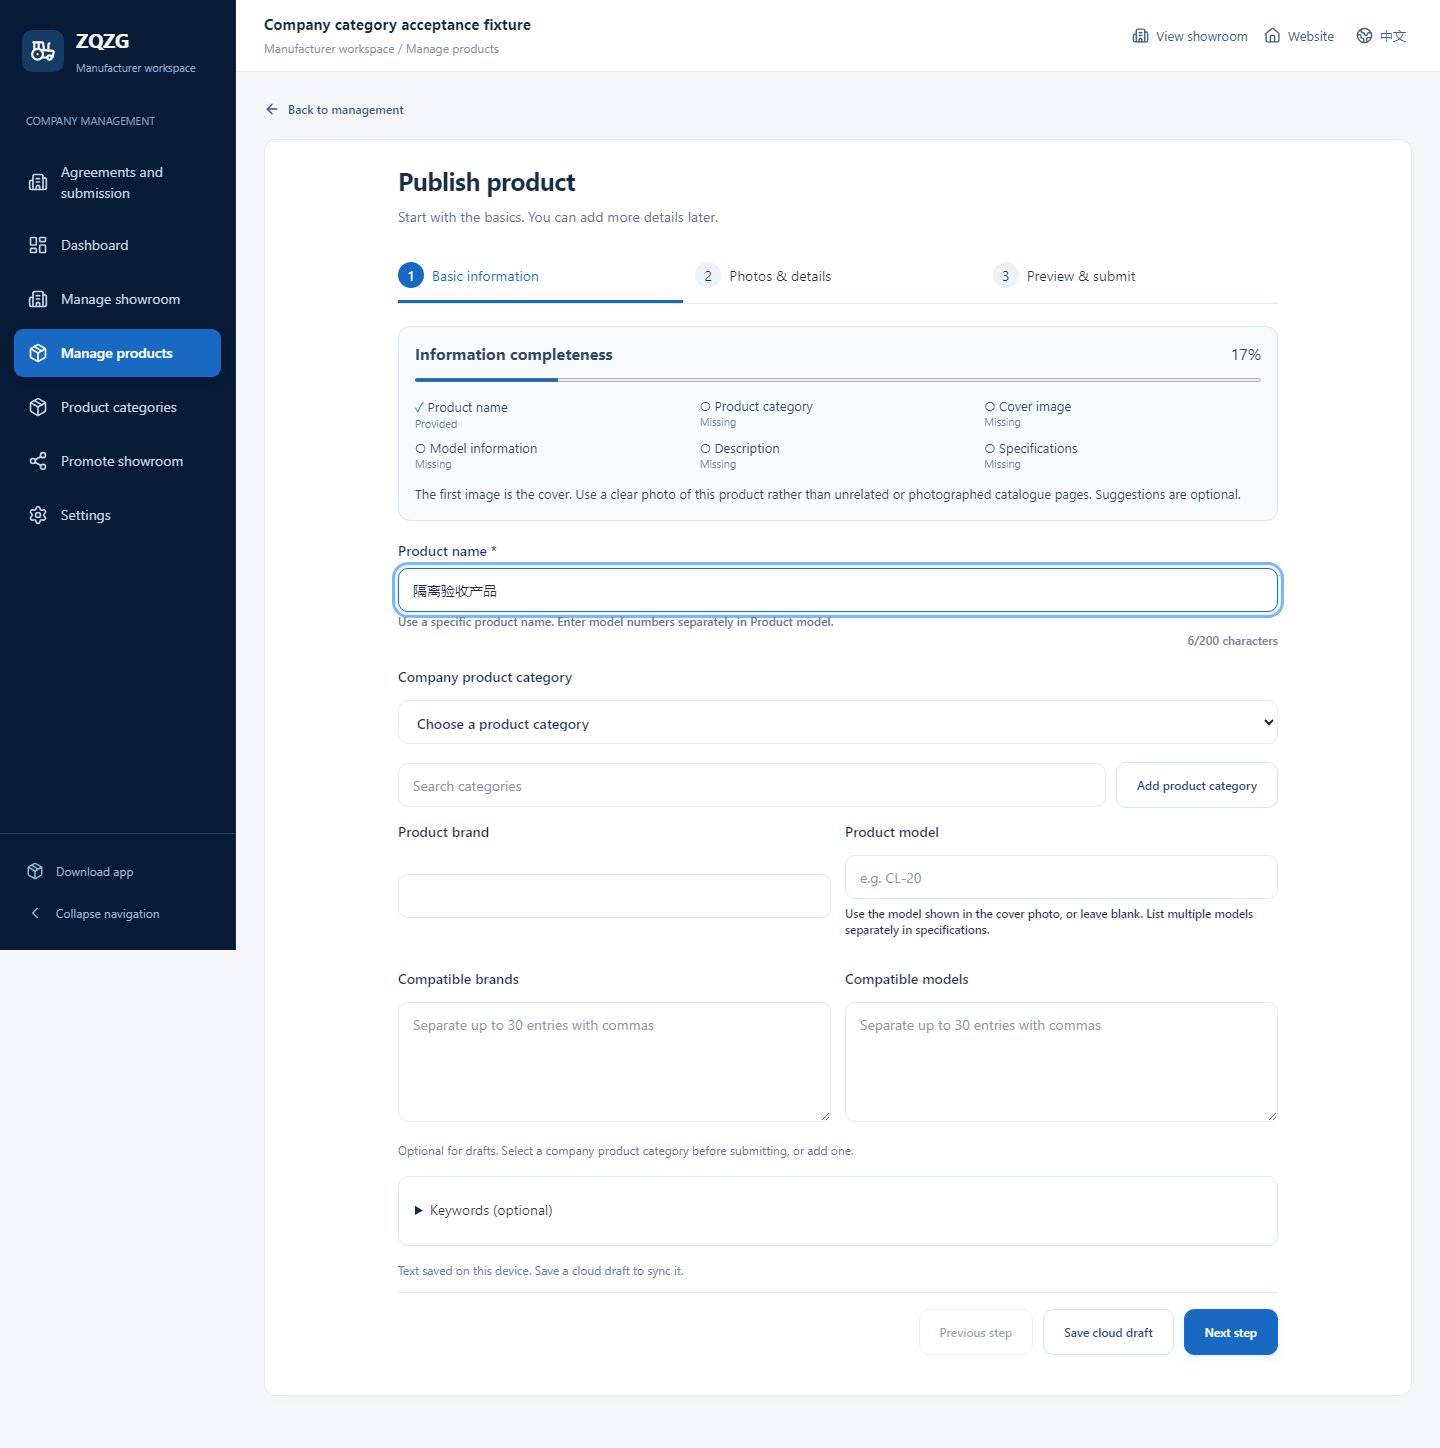 ZQZG
Manufacturer workspace
COMPANY MANAGEMENT
Agreements and
submission
Dashboard
Manage showroom
Manage products
Product categories
Promote showroom
Settings
Download app
Collapse navigation
Company category acceptance fixture
Manufacturer workspace / Manage products
View showroom
Website
中文
Back to management
Publish product
Start with the basics. You can add more details later.
1 Basic information
2 Photos & details
3 Preview & submit
Information completeness
17%
✓ Product name
Provided
Product category
Missing
Cover image
Missing
Model information
Missing
Description
Missing
Specifications
Missing
The first image is the cover. Use a clear photo of this product rather than unrelated or photographed catalogue pages. Suggestions are optional.
Product name *
隔离验收产品
Use a specific product name. Enter model numbers separately in Product model.
6/200 characters
Company product category
Choose a product category
Search categories
Add product category
Product brand
Product model
e.g. CL-20
Use the model shown in the cover photo, or leave blank. List multiple models
separately in specifications.
Compatible brands
Compatible models
Separate up to 30 entries with commas
Separate up to 30 entries with commas
Optional for drafts. Select a company product category before submitting, or add one.
Keywords (optional)
Text saved on this device. Save a cloud draft to sync it.
Previous step
Save cloud draft
Next step